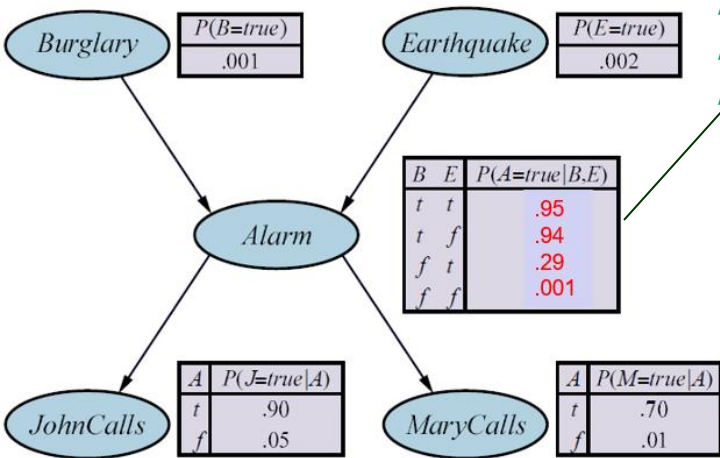 Burglary
P(B=true)
.001
Earthquake
P(E=true)
.002
B E P(A=true|B,E)
t t .95
t f .94
f t .29
f f .001
Alarm
JohnCalls
A P(J=true|A)
t .90
f .05
MaryCalls
A P(M=true|A)
t .70
f .01